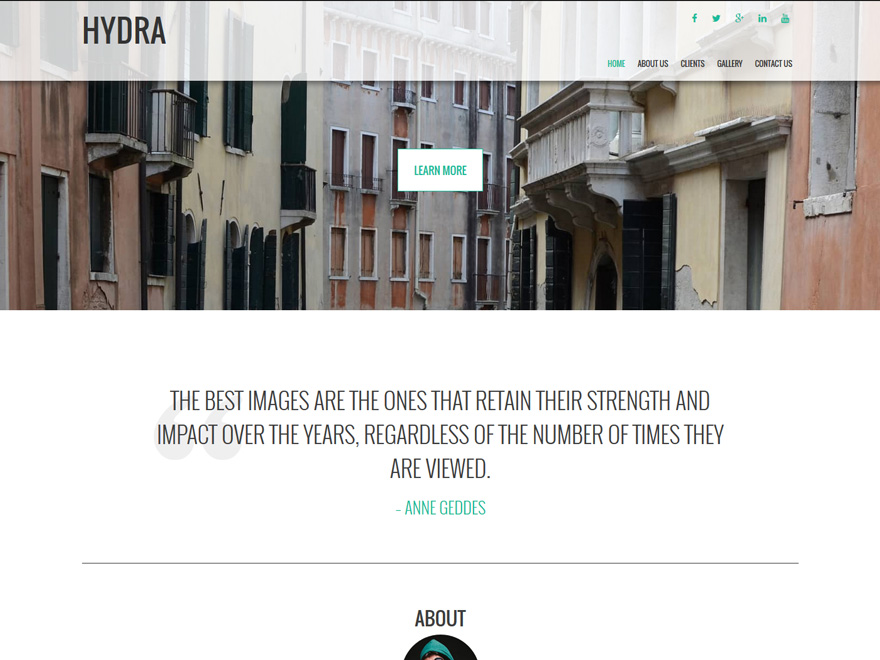 HYDRA
HOME ABOUT US CLIENTS GALLERY CONTACT US
LEARN MORE
THE BEST IMAGES ARE THE ONES THAT RETAIN THEIR STRENGTH AND
IMPACT OVER THE YEARS, REGARDLESS OF THE NUMBER OF TIMES THEY
ARE VIEWED.
– ANNE GEDDES
ABOUT